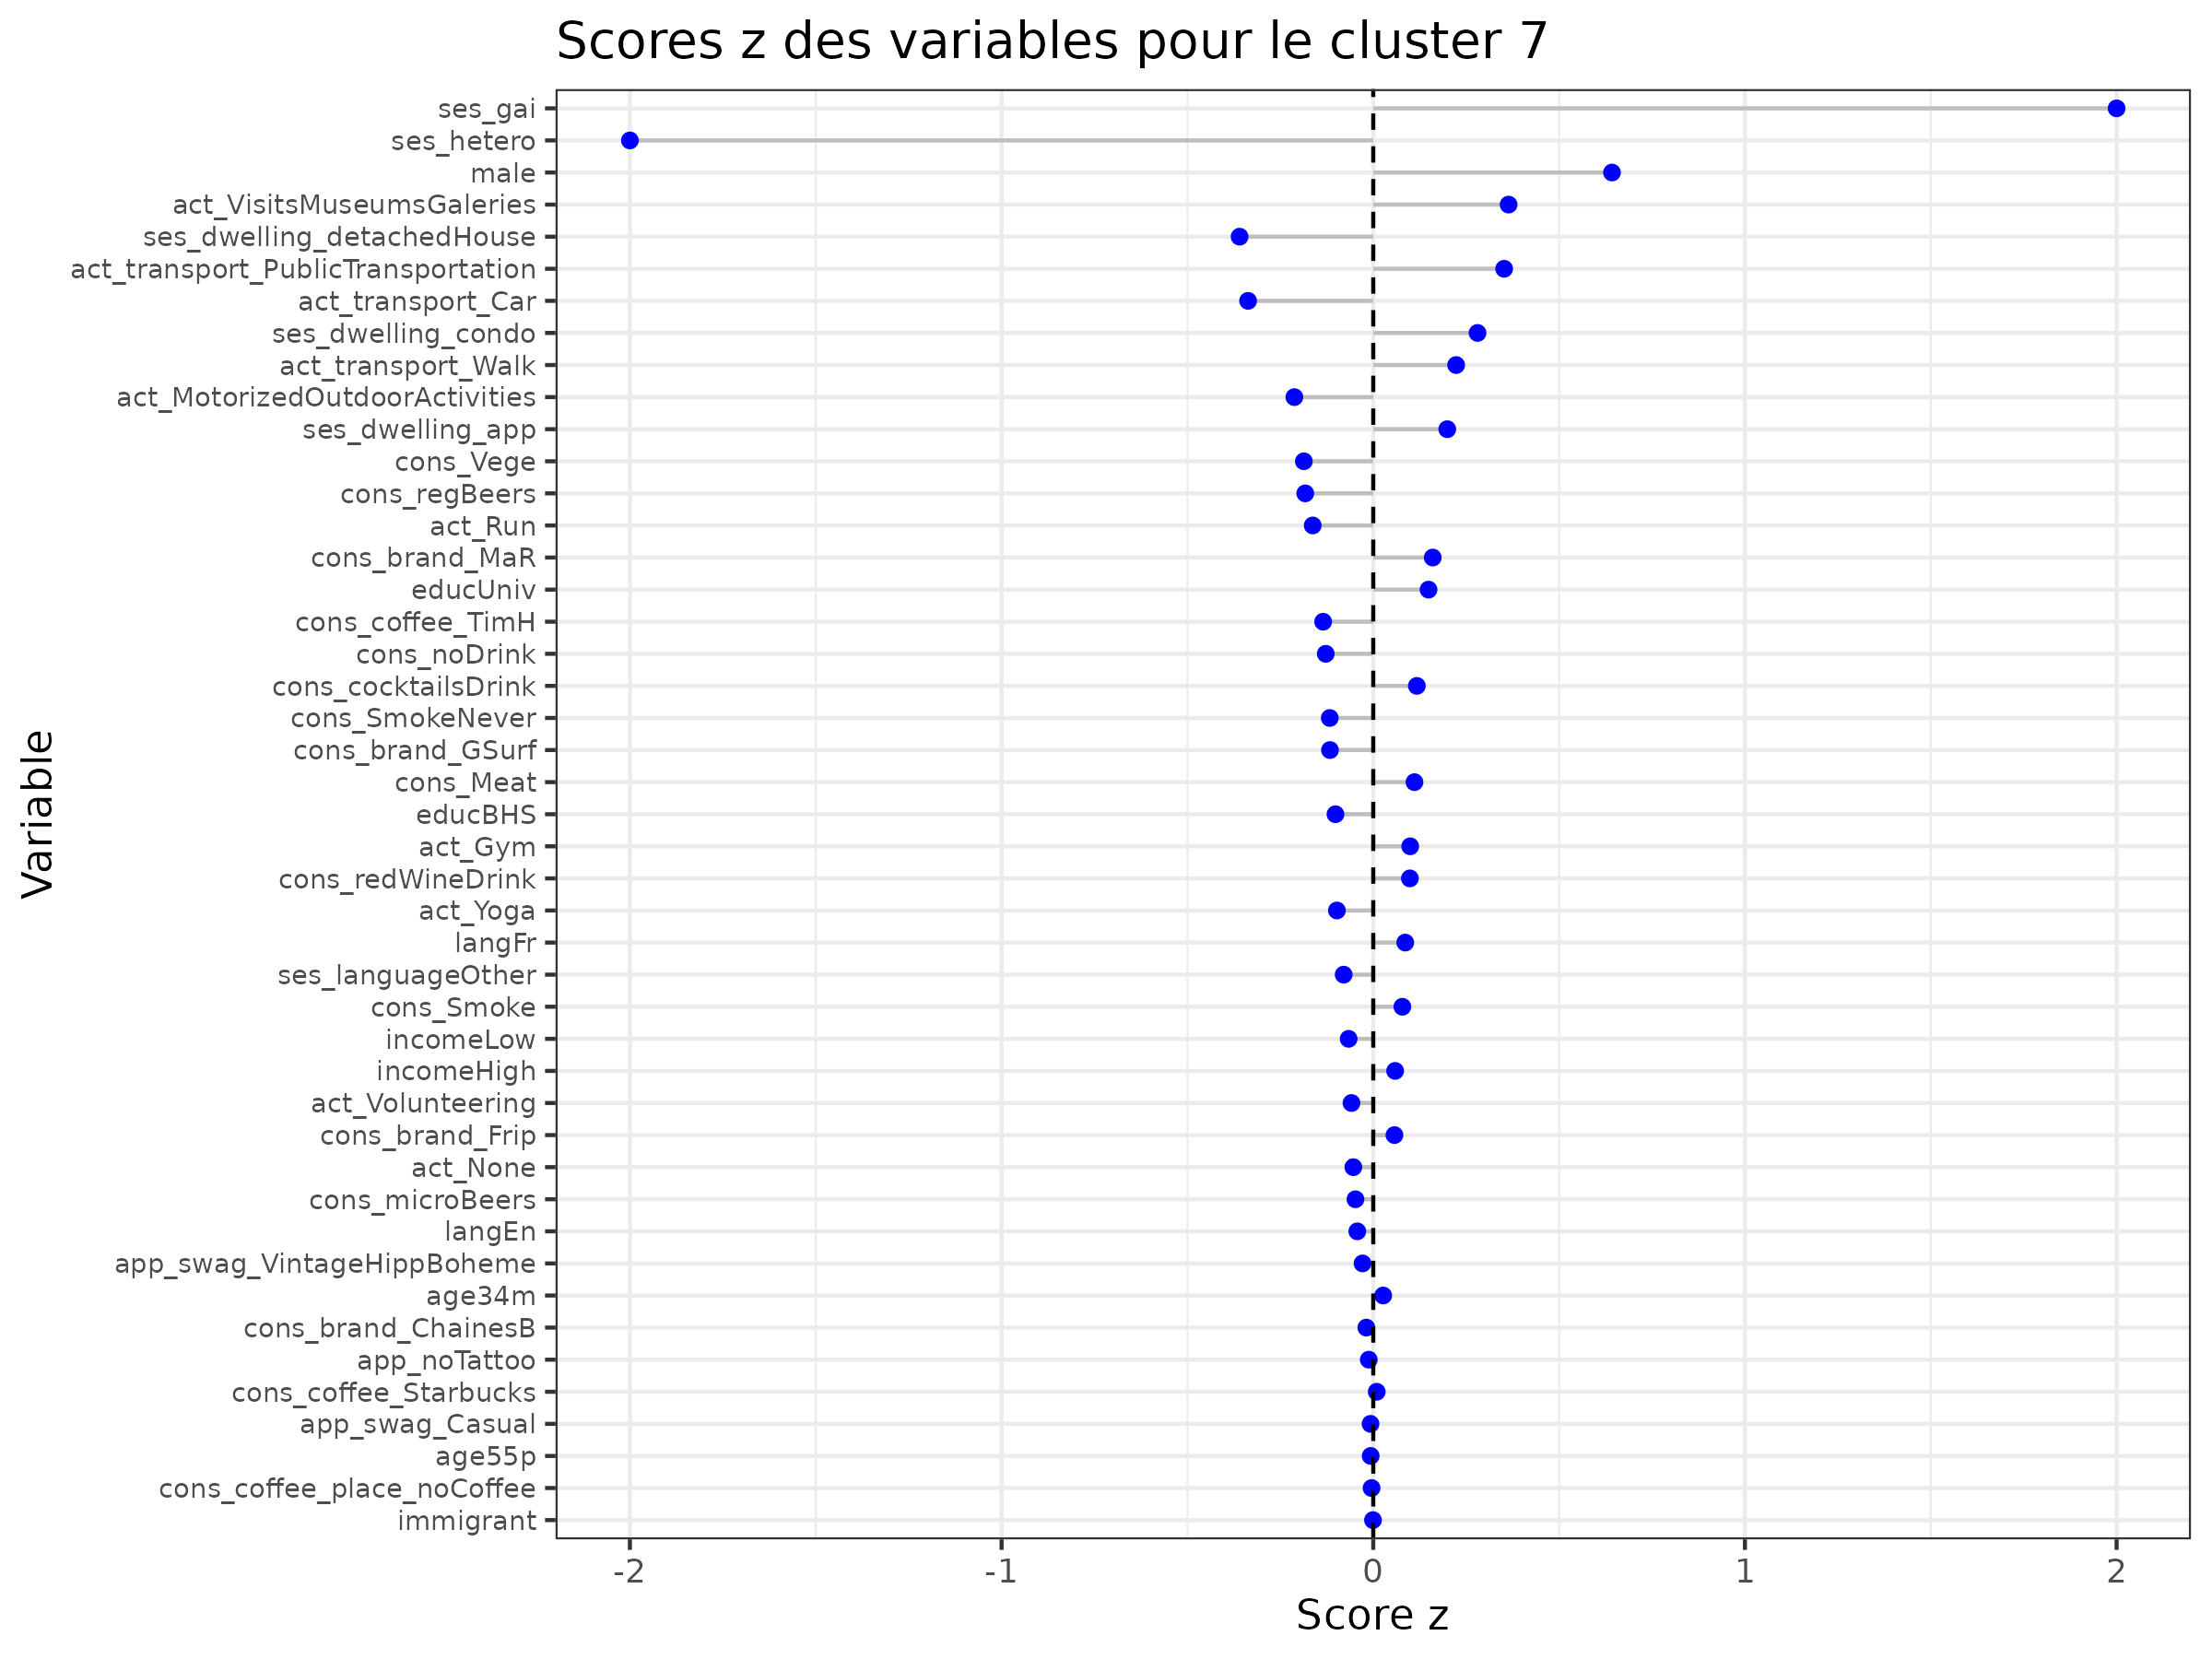 Scores z des variables pour le cluster 7
ses_gai
ses_hetero
male
act_VisitsMuseumsGaleries
ses_dwelling_detachedHouse
act_transport_PublicTransportation
act_transport_Car
ses_dwelling_condo
act_transport_Walk
act_MotorizedOutdoorActivities
ses_dwelling_app
cons_Vege
cons_regBeers
act_Run
cons_brand_MaR
educUniv
cons_coffee_TimH
cons_noDrink
cons_cocktailsDrink
cons_SmokeNever
cons_brand_GSurf
cons_Meat
educBHS
act_Gym
cons_redWineDrink
act_Yoga
langFr
ses_languageOther
cons_Smoke
incomeLow
incomeHigh
act_Volunteering
cons_brand_Frip
act_None
cons_microBeers
langEn
app_swag_VintageHippBoheme
age34m
cons_brand_ChainesB
app_noTattoo
cons_coffee_Starbucks
app_swag_Casual
age55p
cons_coffee_place_noCoffee
immigrant
Variable
-2 -1 0 1 2
Score z